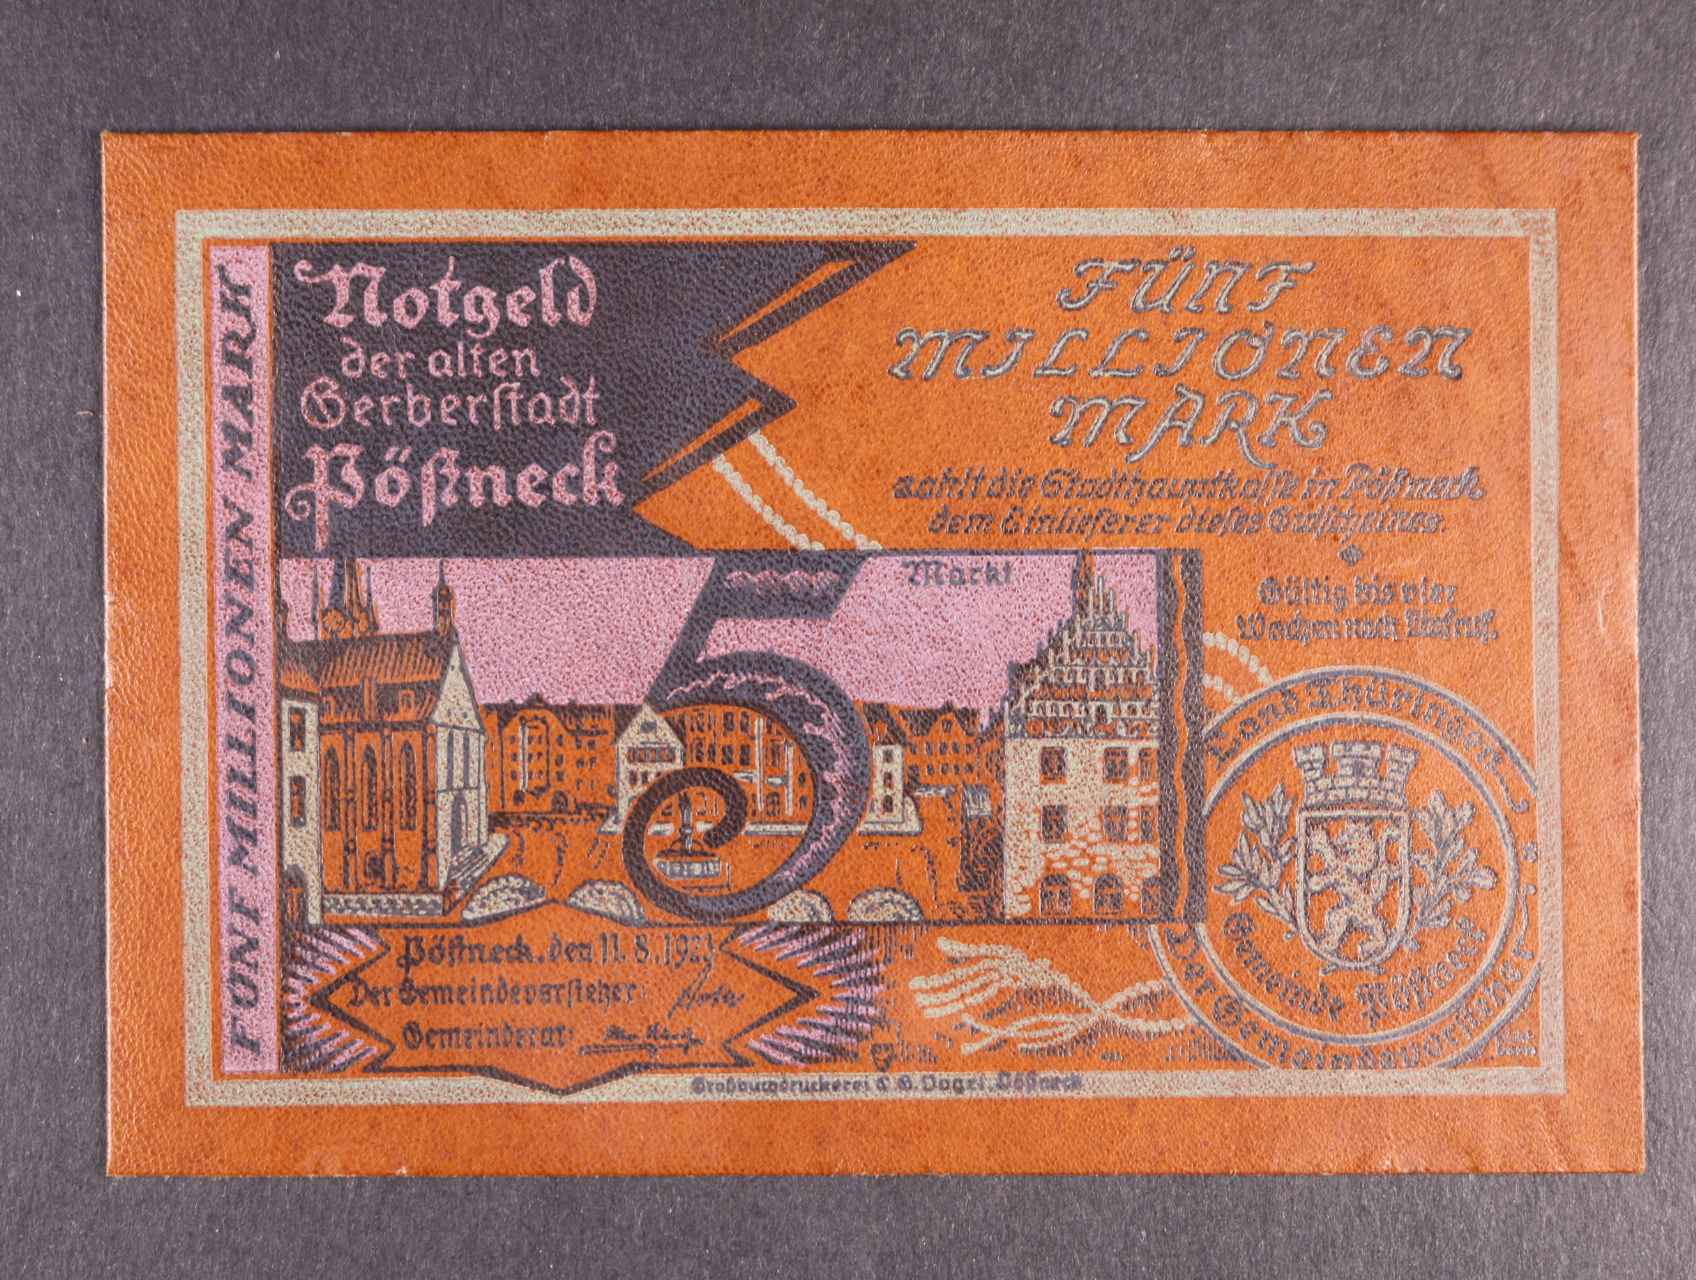 FÜNF MILLIONEN MARK
Notgeld
der alten
Gerberstadt
Pößneck
FÜNF
MILLIONEN
MARK
zahlt die Stadthauptkasse in Pößneck
dem Einlieferer dieses Gutscheines.
Gültig bis vier
Wochen nach Aufruf.
5
Markt
Pößneck, den 11.8.1923
Der Gemeindevorsteher:
Gemeinderat:
Land Thüringen
Gemeinde Pößneck
Der Gemeindevorsteher
Großbuchdruckerei C. G. Vogel, Pößneck